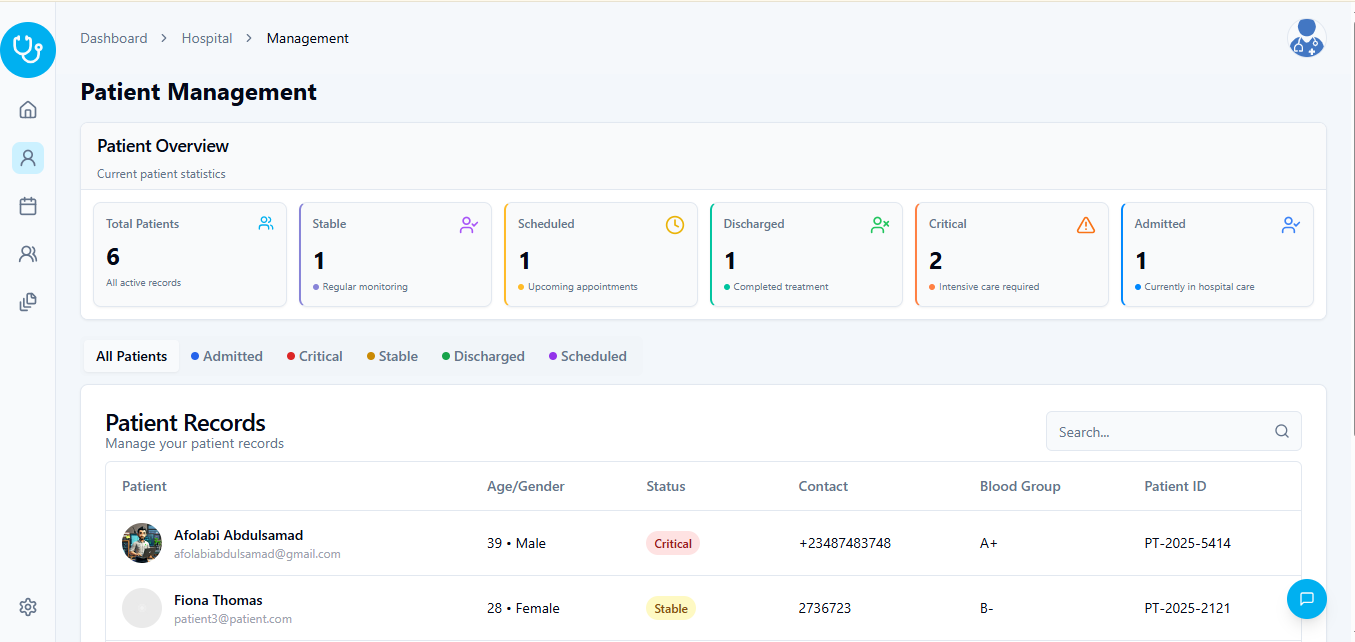 Dashboard > Hospital > Management
Patient Management
Patient Overview
Current patient statistics
Total Patients
6
All active records
Stable
1
Regular monitoring
Scheduled
1
Upcoming appointments
Discharged
1
Completed treatment
Critical
2
Intensive care required
Admitted
1
Currently in hospital care
All Patients Admitted Critical Stable Discharged Scheduled
Patient Records
Manage your patient records
Search...
Patient Age/Gender Status Contact Blood Group Patient ID
Afolabi Abdulsamad
afolabiabdulsamad@gmail.com
39 • Male Critical +23487483748 A+ PT-2025-5414
Fiona Thomas
patient3@patient.com
28 • Female Stable 2736723 B- PT-2025-2121